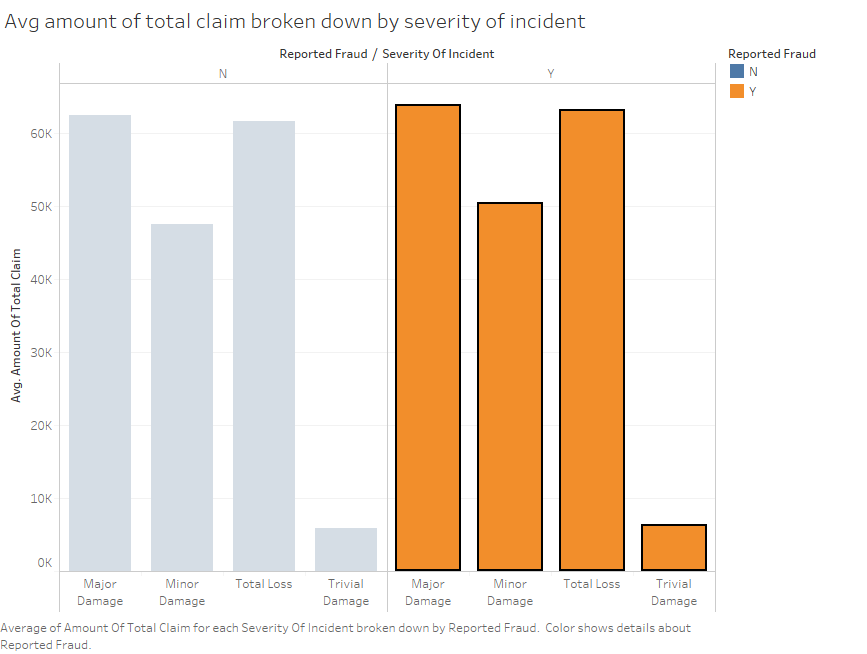 Avg amount of total claim broken down by severity of incident
Reported Fraud / Severity Of Incident
Reported Fraud
N
Y
N
Y
60K
50K
40K
30K
20K
10K
0K
Avg. Amount Of Total Claim
Major
Damage
Minor
Damage
Total Loss
Trivial
Damage
Major
Damage
Minor
Damage
Total Loss
Trivial
Damage
Average of Amount Of Total Claim for each Severity Of Incident broken down by Reported Fraud. Color shows details about
Reported Fraud.